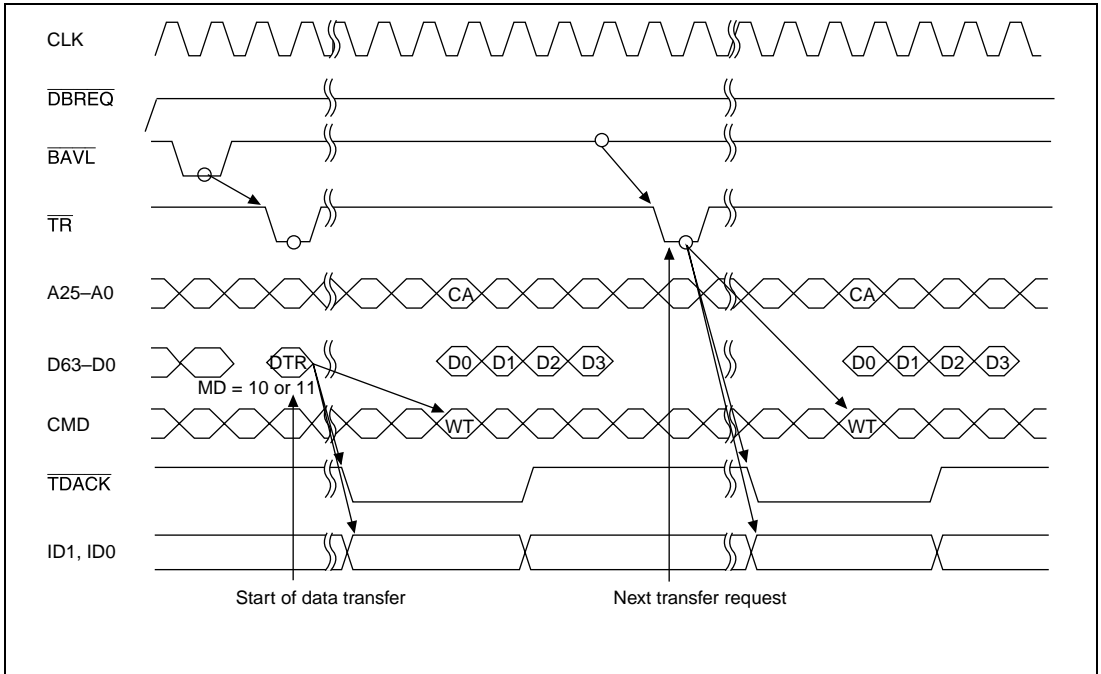 CLK
DBREQ
BAVL
TR
A25–A0 CA CA
D63–D0 DTR D0 D1 D2 D3 D0 D1 D2 D3
MD = 10 or 11
CMD WT WT
TDACK
ID1, ID0
Start of data transfer Next transfer request